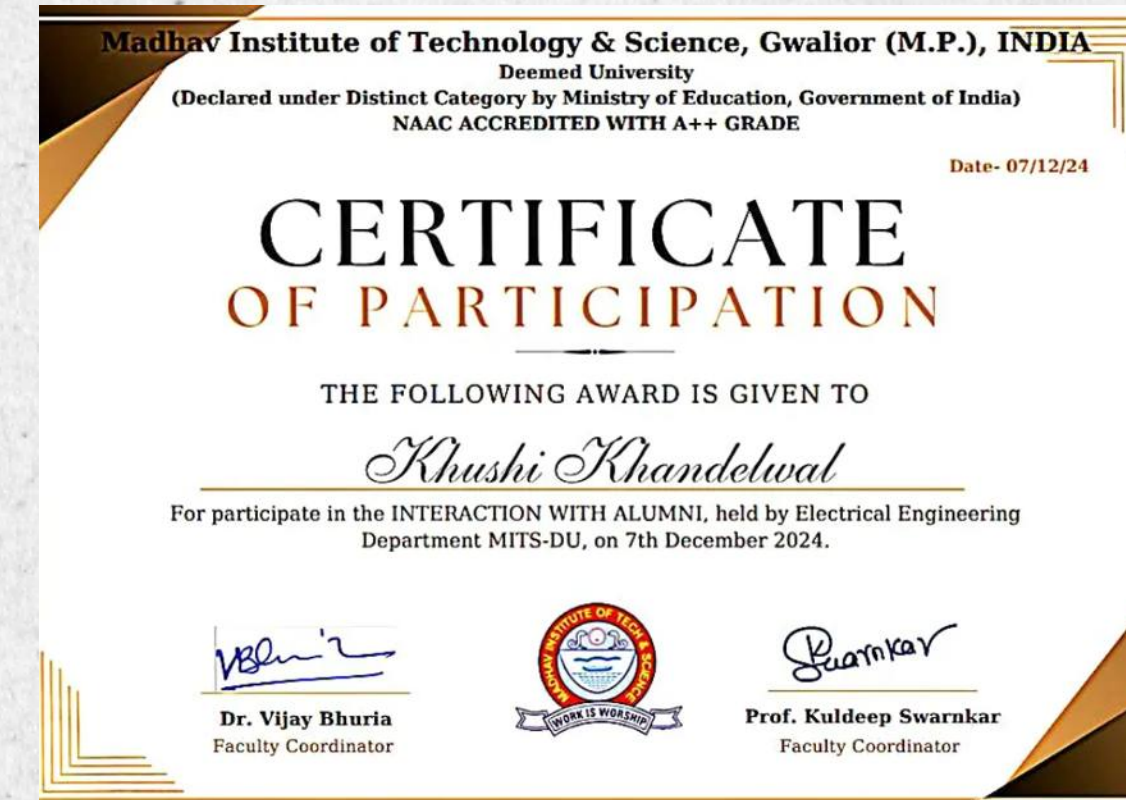 Madhav Institute of Technology & Science, Gwalior (M.P.), INDIA
Deemed University
(Declared under Distinct Category by Ministry of Education, Government of India)
NAAC ACCREDITED WITH A++ GRADE
Date- 07/12/24
CERTIFICATE
OF PARTICIPATION
THE FOLLOWING AWARD IS GIVEN TO
Khushi Khandelwal
For participate in the INTERACTION WITH ALUMNI, held by Electrical Engineering
Department MITS-DU, on 7th December 2024.
MADHAV INSTITUTE OF TECH & SCIENCE
WORK IS WORSHIP
Swarnkar
Dr. Vijay Bhuria
Faculty Coordinator
Prof. Kuldeep Swarnkar
Faculty Coordinator